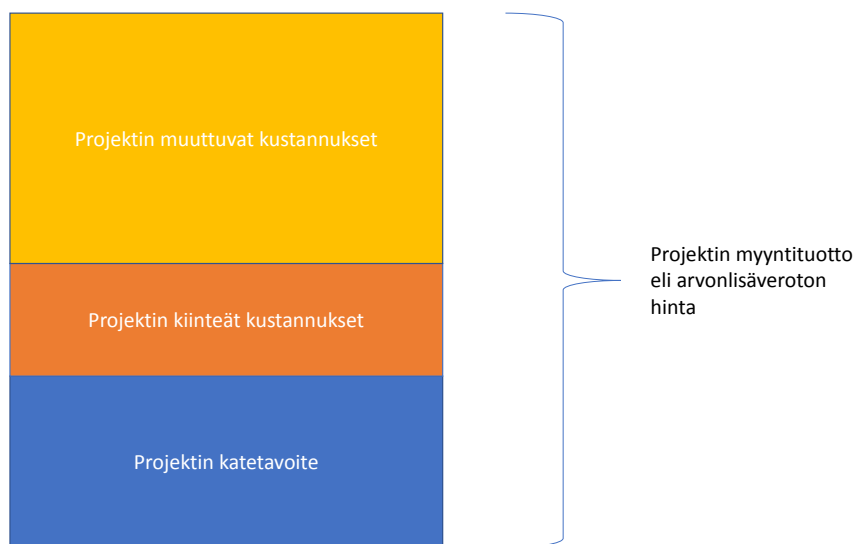 Projektin muuttuvat kustannukset
Projektin kiinteät kustannukset
Projektin katetavoite
Projektin myyntituotto
eli arvonlisäveroton
hinta